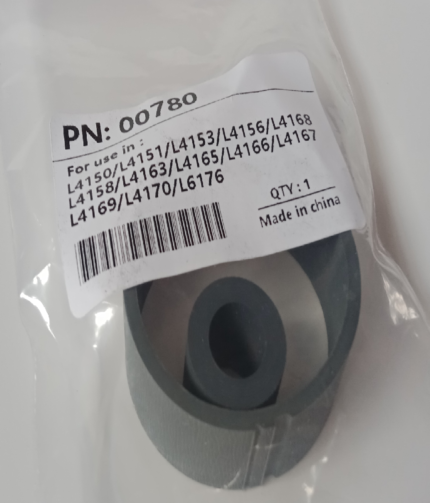 PN: 00780
For use in :
L4150/L4151/L4153/L4156/L4168
L4158/L4163/L4165/L4166/L4167
L4169/L4170/L6176
QTY : 1
Made in china